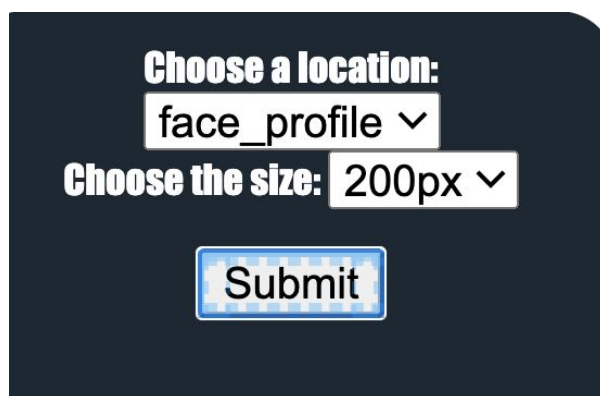 Choose a location:
face_profile
Choose the size: 200px
Submit